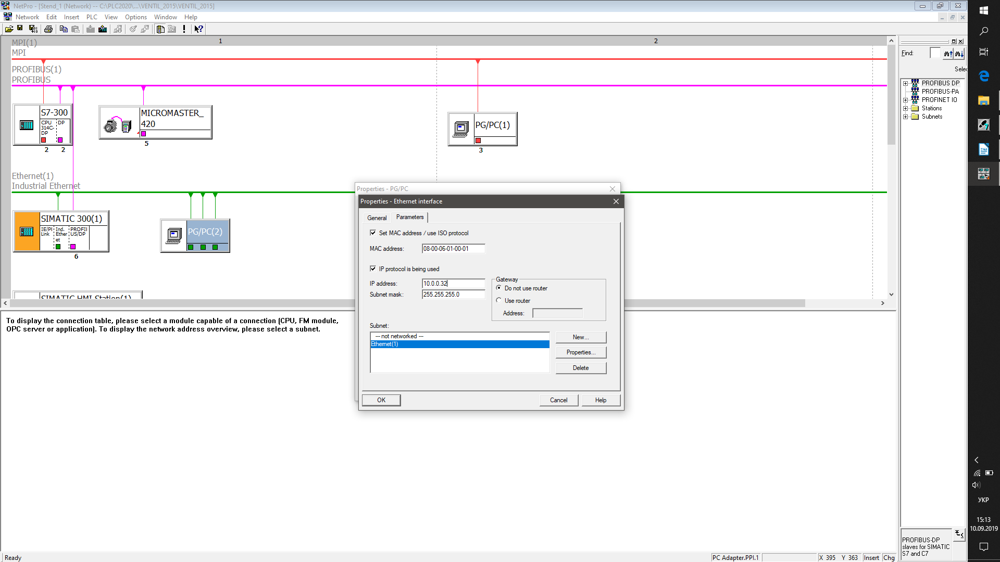 NetPro - [Stend_1 (Network) -- C:\PLC2020\...\VENTIL_2015\VENTIL_2015]
Network Edit Insert PLC View Options Window Help
1 2
MPI(1)
MPI
PROFIBUS(1)
PROFIBUS
S7-300
CPU 314C-DP
DP
2 2
MICROMASTER_
420
5
PG/PC(1)
3
Ethernet(1)
Industrial Ethernet
SIMATIC 300(1)
Ind.
Ether
et
6
PG/PC(2)
SIMATIC HMI Station(1)
To display the connection table, please select a module capable of a connection (CPU, FM module,
OPC server or application). To display the network address overview, please select a subnet.
Properties - PG/PC
Properties - Ethernet interface
General Parameters
Set MAC address / use ISO protocol
MAC address: 08-00-06-01-00-01
IP protocol is being used
IP address: 10.0.0.32
Subnet mask: 255.255.255.0
Gateway
Do not use router
Use router
Address:
Subnet:
--- not networked ---
Ethernet(1)
New...
Properties...
Delete
OK Cancel Help
Find:
Selec
PROFIBUS DP
PROFIBUS-PA
PROFINET IO
Stations
Subnets
PROFIBUS-DP
slaves for SIMATIC
S7 and C7
Ready
PC Adapter.PPI.1
X 395 Y 363 Insert Chg
УКР
15:13
10.09.2019